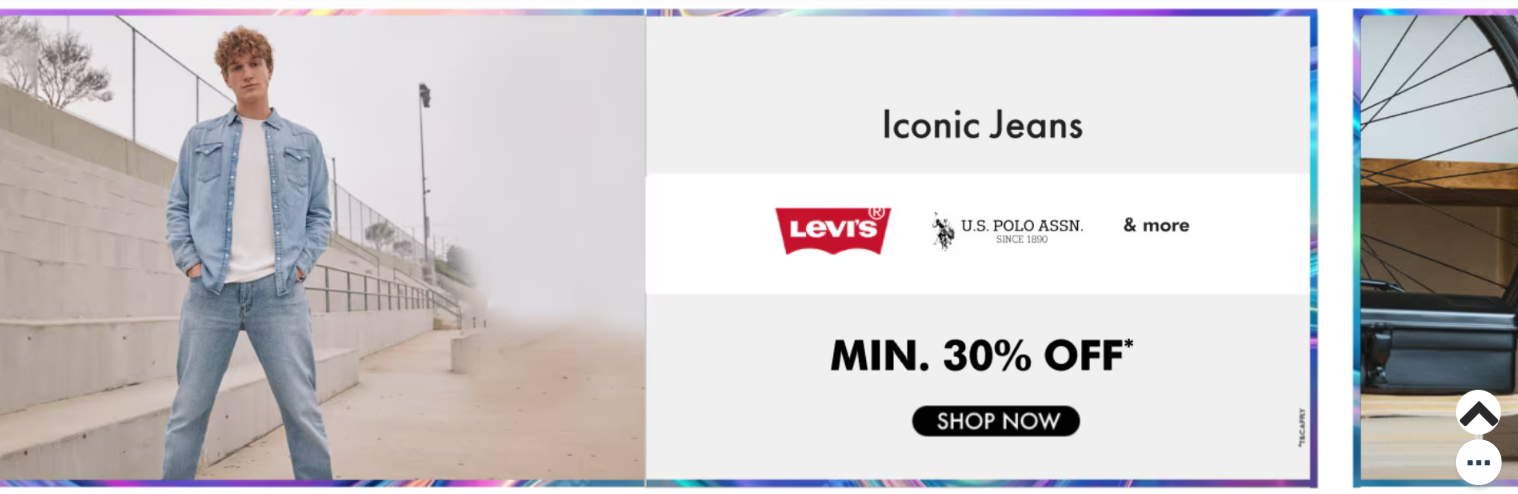 Iconic Jeans
LEVI'S®
U.S. POLO ASSN.
SINCE 1890
& more
MIN. 30% OFF*
SHOP NOW
*T&C APPLY